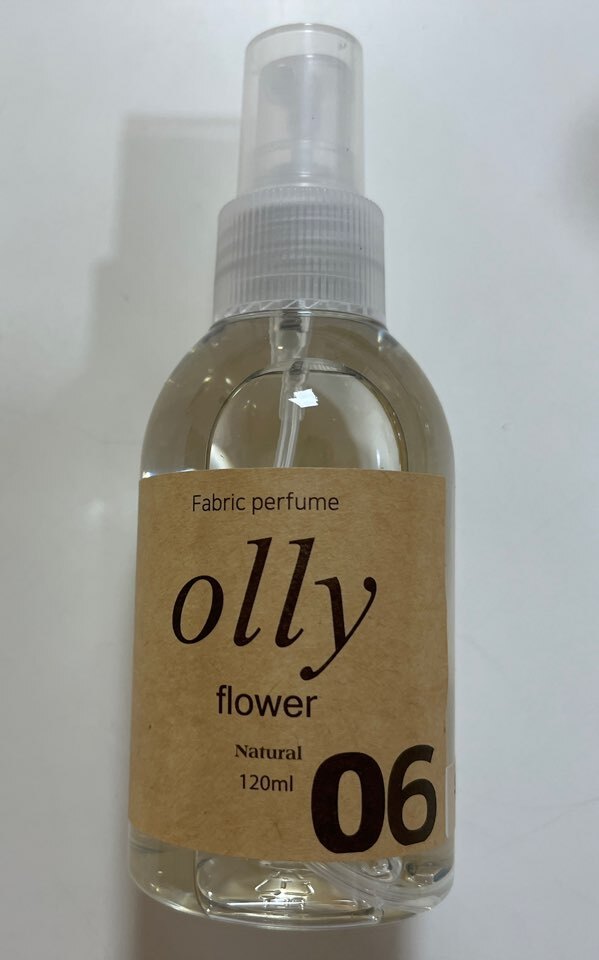 Fabric perfume
olly
flower
Natural
120ml
06